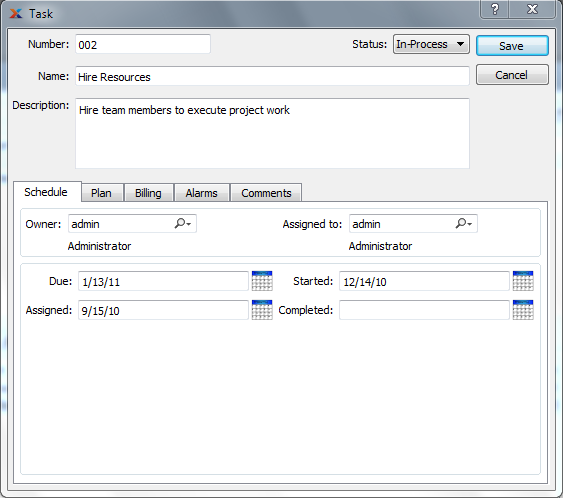 Task
Number: 002 Status: In-Process Save
Name: Hire Resources Cancel
Description: Hire team members to execute project work
Schedule Plan Billing Alarms Comments
Owner: admin Assigned to: admin
Administrator Administrator
Due: 1/13/11 Started: 12/14/10
Assigned: 9/15/10 Completed: